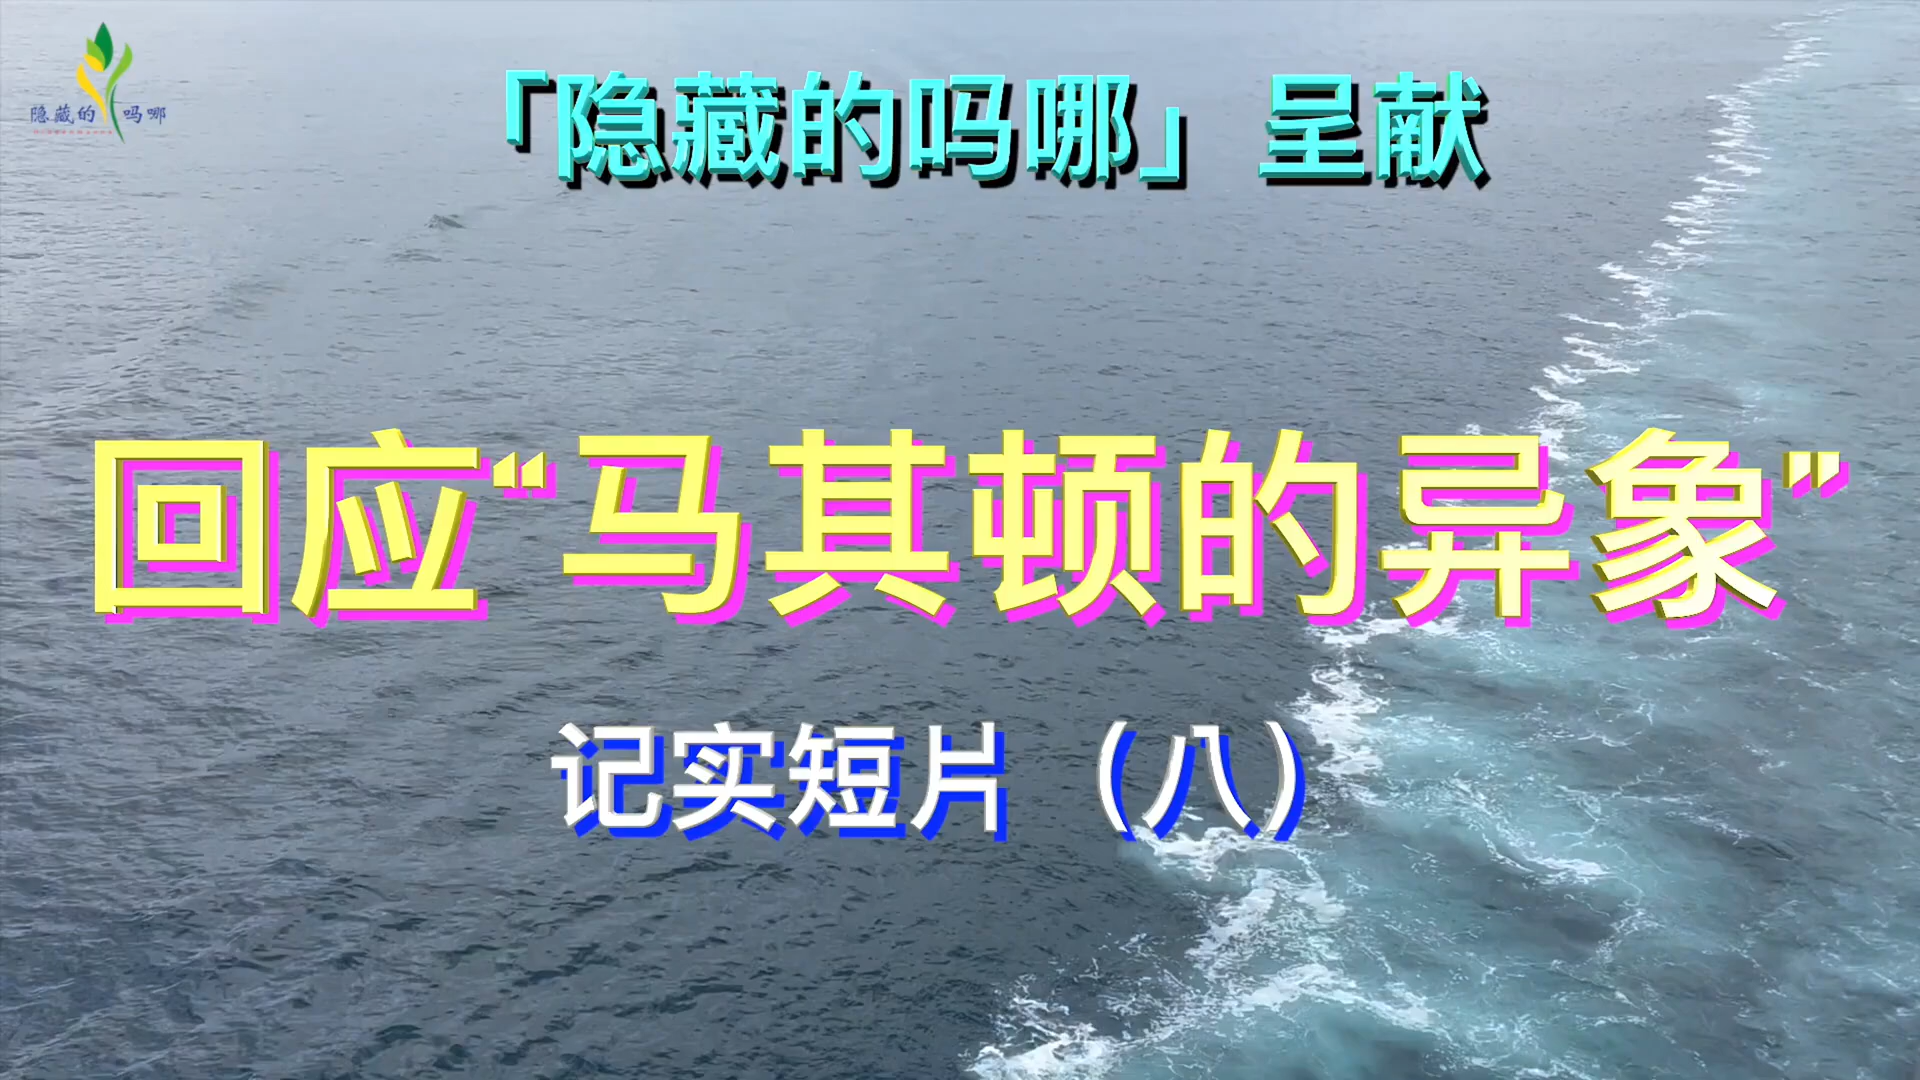 隐藏的吗哪
「隐藏的吗哪」呈献
回应“马其顿的异象”
记实短片（八）